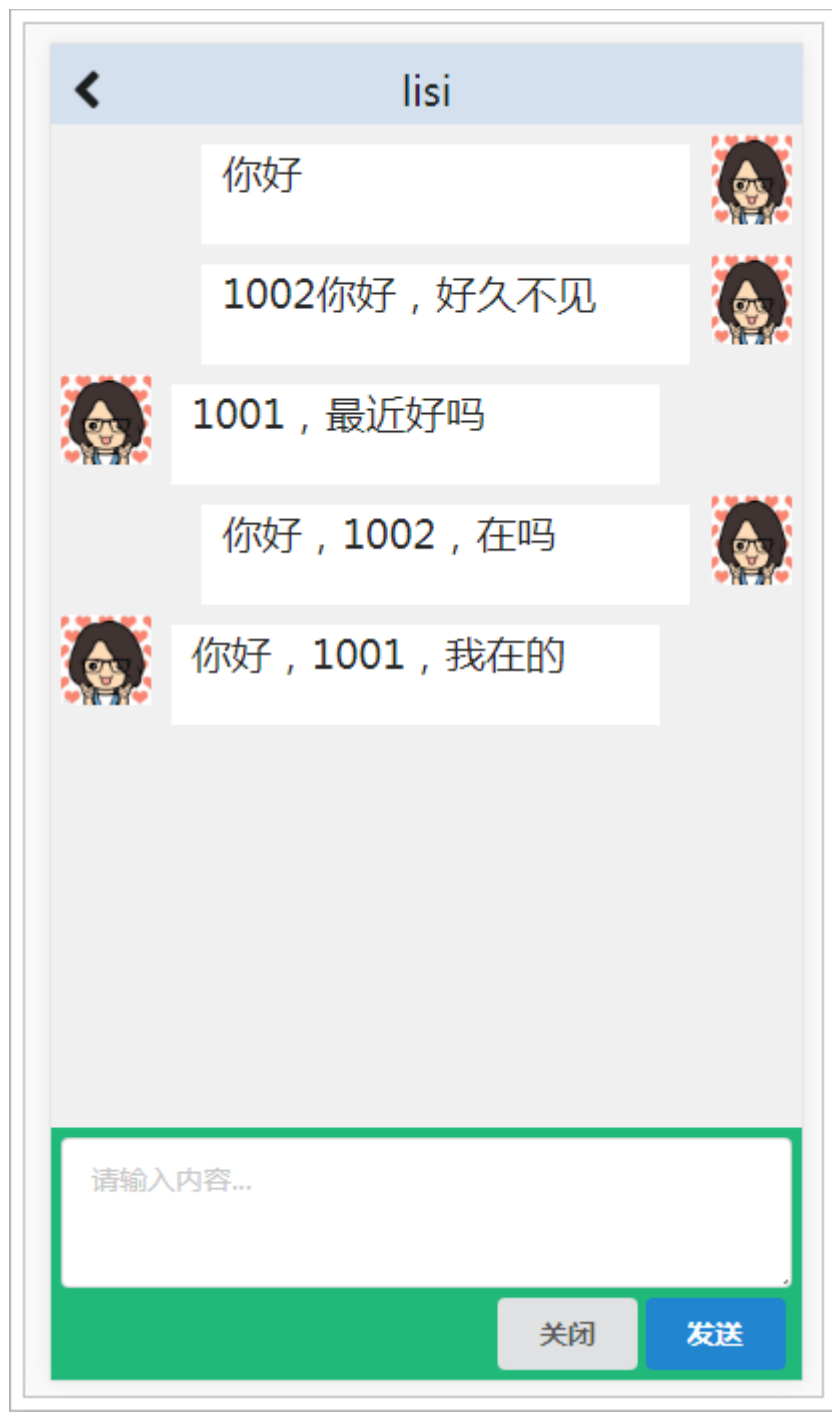 lisi
你好
1002你好，好久不见
1001，最近好吗
你好，1002，在吗
你好，1001，我在的
请输入内容...
关闭
发送